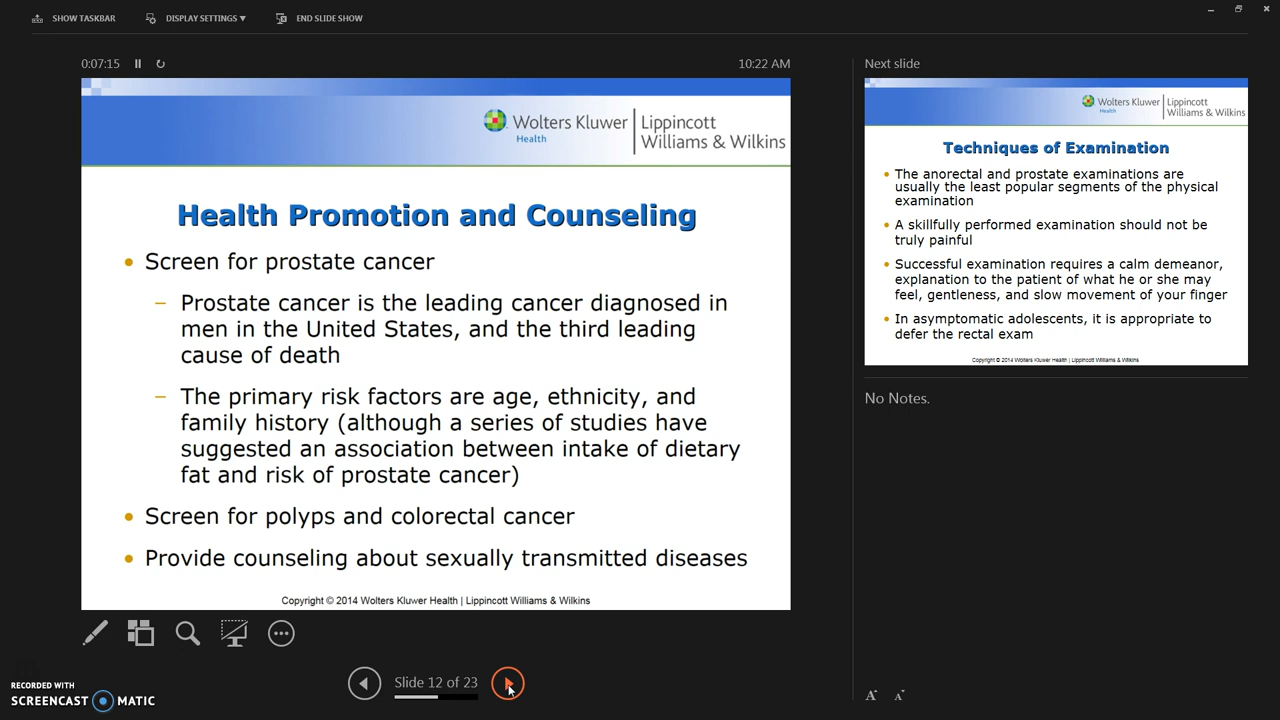 SHOW TASKBAR DISPLAY SETTINGS ▼ END SLIDE SHOW
0:07:15 10:22 AM
Wolters Kluwer Lippincott
Health Williams & Wilkins
Health Promotion and Counseling
• Screen for prostate cancer
– Prostate cancer is the leading cancer diagnosed in
men in the United States, and the third leading
cause of death
– The primary risk factors are age, ethnicity, and
family history (although a series of studies have
suggested an association between intake of dietary
fat and risk of prostate cancer)
• Screen for polyps and colorectal cancer
• Provide counseling about sexually transmitted diseases
Copyright © 2014 Wolters Kluwer Health | Lippincott Williams & Wilkins
Slide 12 of 23
RECORDED WITH
SCREENCAST MATIC
Next slide
Wolters Kluwer Lippincott
Health Williams & Wilkins
Techniques of Examination
• The anorectal and prostate examinations are
usually the least popular segments of the physical
examination
• A skillfully performed examination should not be
truly painful
• Successful examination requires a calm demeanor,
explanation to the patient of what he or she may
feel, gentleness, and slow movement of your finger
• In asymptomatic adolescents, it is appropriate to
defer the rectal exam
Copyright © 2014 Wolters Kluwer Health | Lippincott Williams & Wilkins
No Notes.
A A